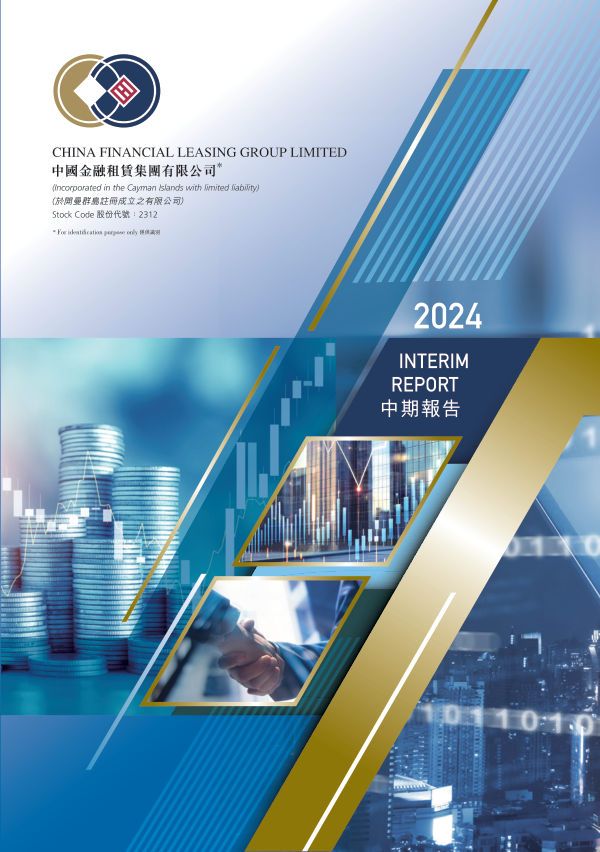 CHINA FINANCIAL LEASING GROUP LIMITED
中國金融租賃集團有限公司*
(Incorporated in the Cayman Islands with limited liability)
(於開曼群島註冊成立之有限公司)
Stock Code 股份代號：2312
* For identification purpose only 僅供識別
2024
INTERIM
REPORT
中期報告
01011010
11011010